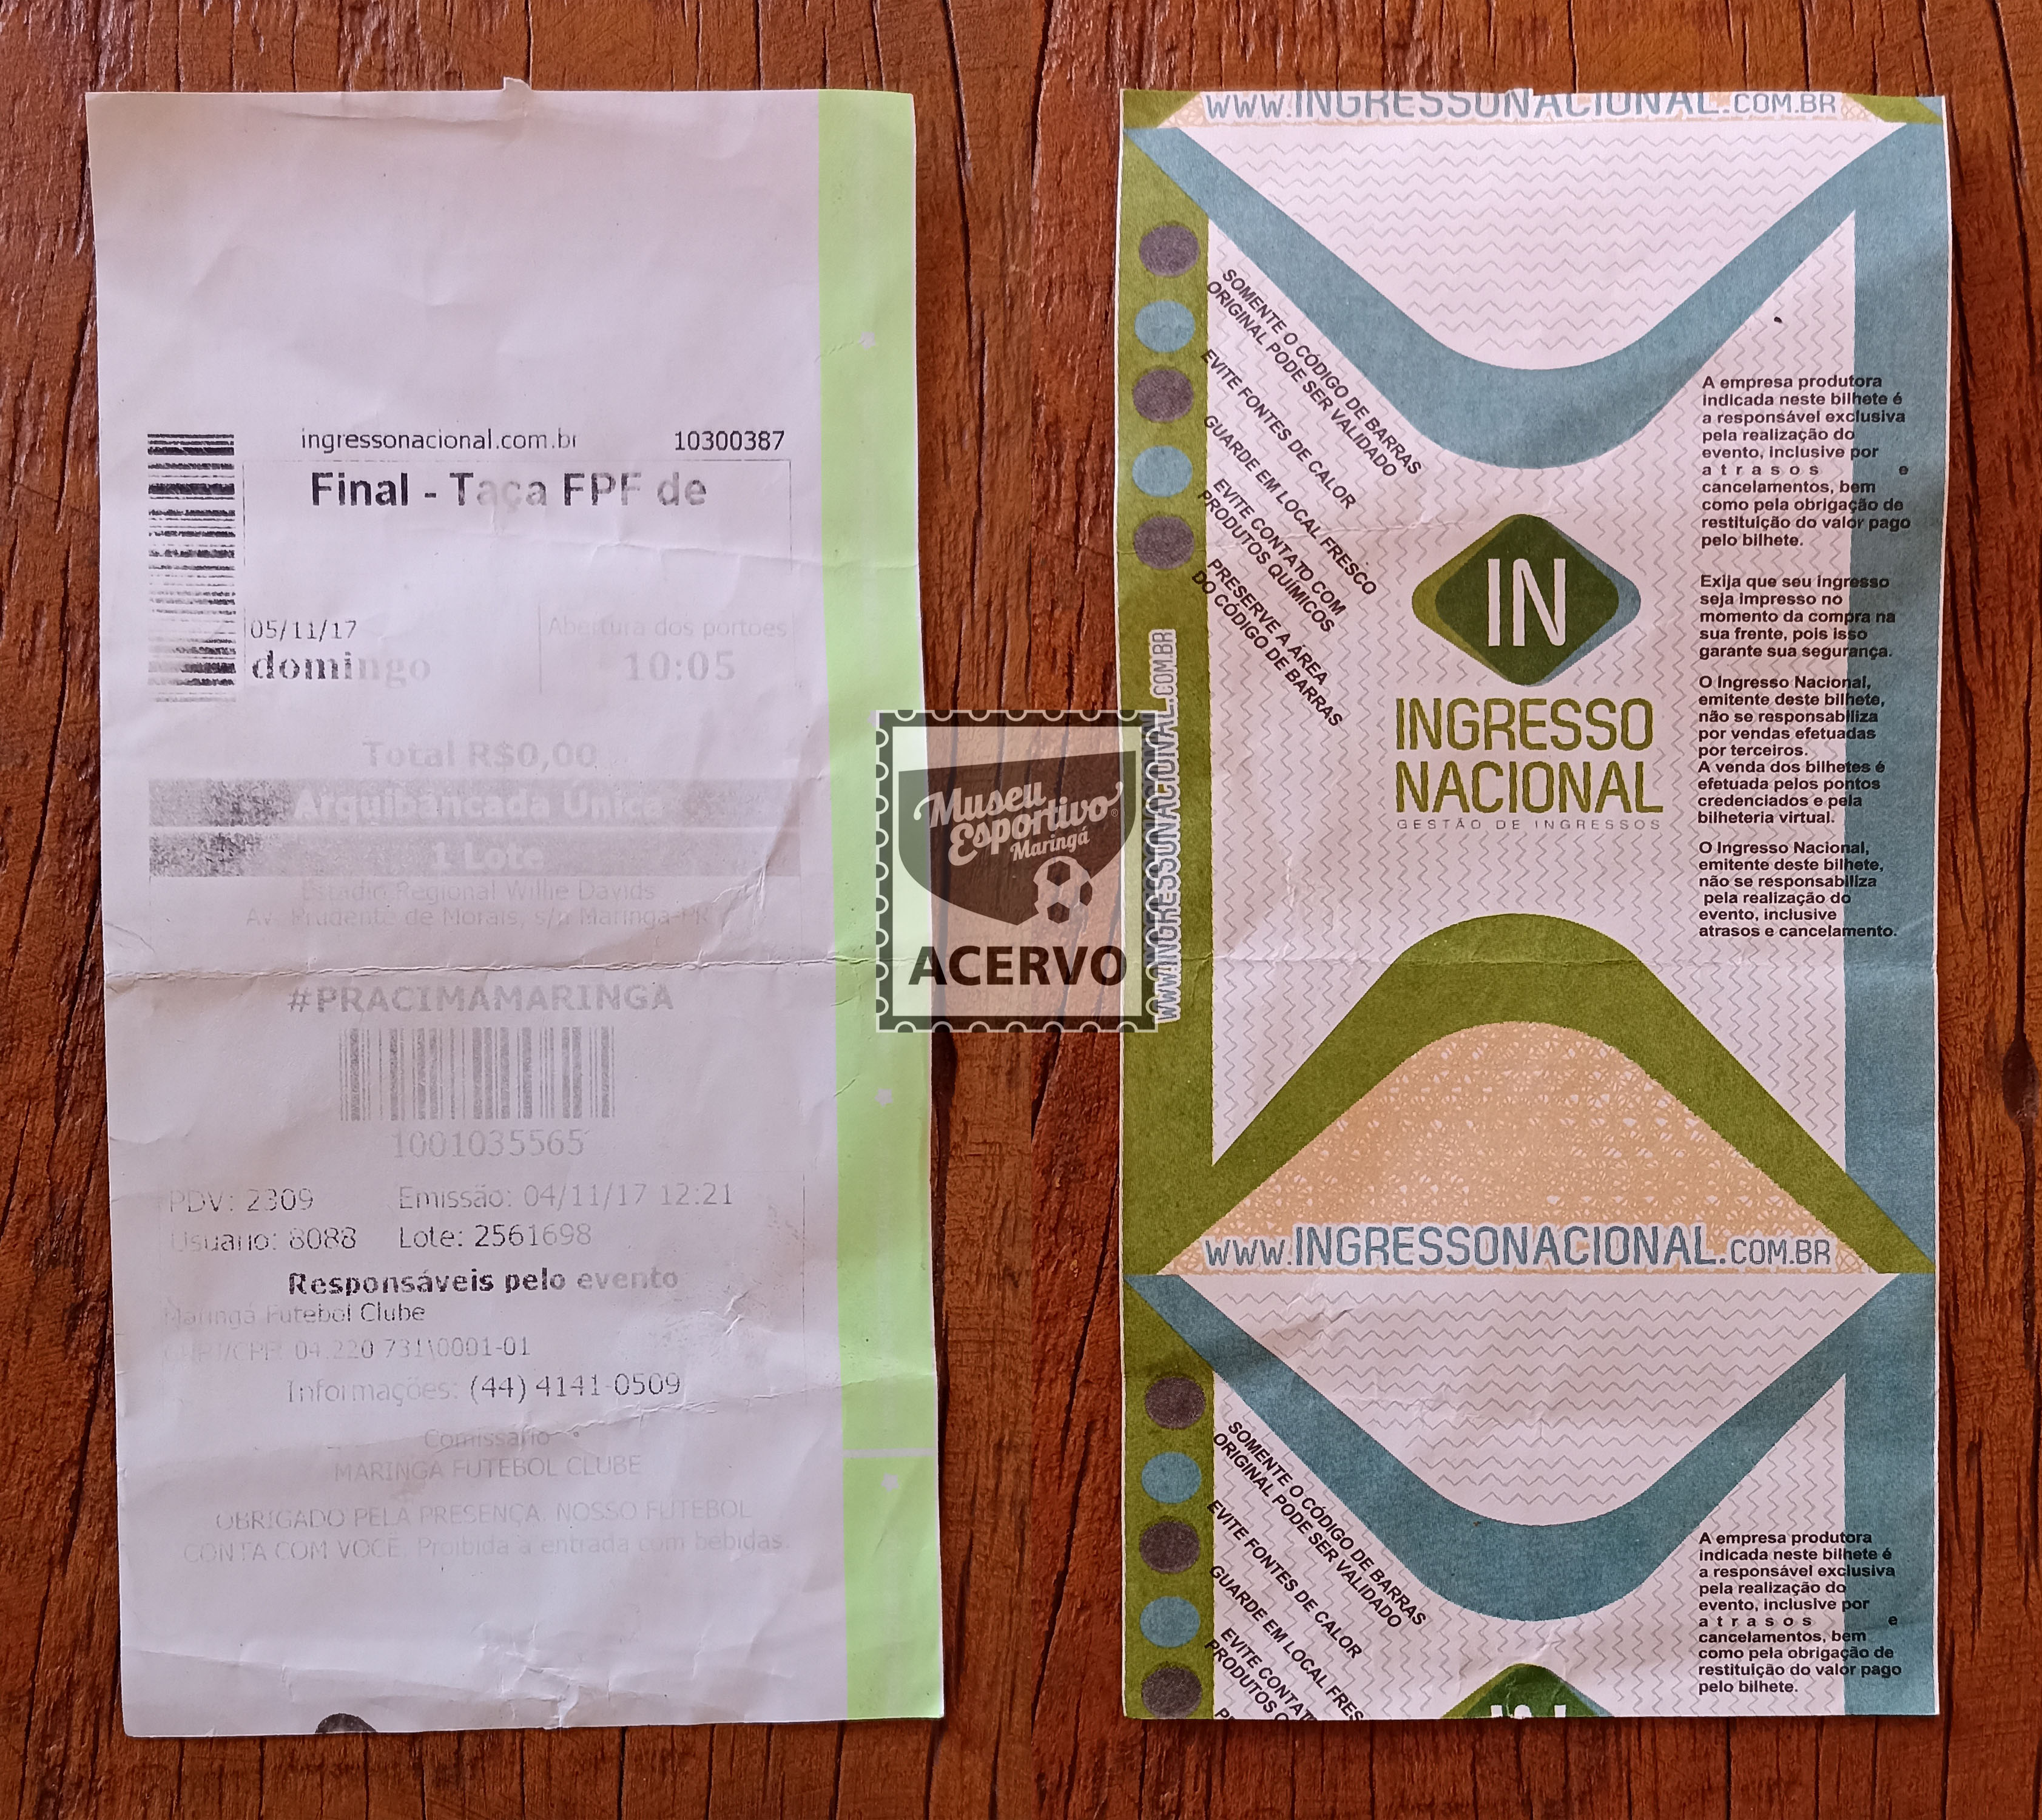 ingressonacional.com.br
10300387
Final - Taça FPF de
05/11/17
domingo
Abertura dos portões
10:05
Total R$0,00
Arquibancada Única
1 Lote
Estádio Regional Willie Davids
Av. Prudente de Morais, s/n Maringá-PR
#PRACIMAMARINGA
1001035565
PDV: 2309 Emissão: 04/11/17 12:21
Usuario: 8088 Lote: 2561698
Responsáveis pelo evento
Maringá Futebol Clube
CNPJ/CPF: 04.220 731\0001-01
Informações: (44) 4141-0509
Comissário
MARINGA FUTEBOL CLUBE
OBRIGADO PELA PRESENÇA. NOSSO FUTEBOL
CONTA COM VOCÊ. Proibida a entrada com bebidas.
Museu
Esportivo®
Maringá
ACERVO
WWW.INGRESSONACIONAL.COM.BR
SOMENTE O CÓDIGO DE BARRAS
ORIGINAL PODE SER VALIDADO
EVITE FONTES DE CALOR
GUARDE EM LOCAL FRESCO
EVITE CONTATO COM
PRODUTOS QUÍMICOS
PRESERVE A ÁREA
DO CÓDIGO DE BARRAS
WWW.INGRESSONACIONAL.COM.BR
IN
INGRESSO
NACIONAL
GESTÃO DE INGRESSOS
A empresa produtora
indicada neste bilhete é
a responsável exclusiva
pela realização do
evento, inclusive por
atrasos e
cancelamentos, bem
como pela obrigação de
restituição do valor pago
pelo bilhete.
Exija que seu ingresso
seja impresso no
momento da compra na
sua frente, pois isso
garante sua segurança.
O Ingresso Nacional,
emitente deste bilhete,
não se responsabiliza
por vendas efetuadas
por terceiros.
A venda dos bilhetes é
efetuada pelos pontos
credenciados e pela
bilheteria virtual.
O Ingresso Nacional,
emitente deste bilhete,
não se responsabiliza
pela realização do
evento, inclusive
atrasos e cancelamento.
WWW.INGRESSONACIONAL.COM.BR
SOMENTE O CÓDIGO DE BARRAS
ORIGINAL PODE SER VALIDADO
EVITE FONTES DE CALOR
GUARDE EM LOCAL FRES
EVITE CONTAT
PRODUTOS Q
A empresa produtora
indicada neste bilhete é
a responsável exclusiva
pela realização do
evento, inclusive por
atrasos e
cancelamentos, bem
como pela obrigação de
restituição do valor pago
pelo bilhete.